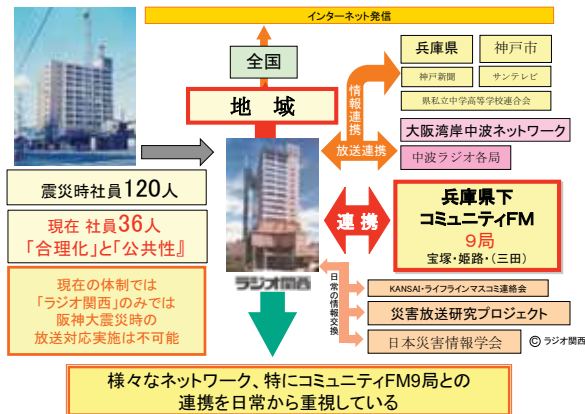 インターネット発信
全国
地域
兵庫県
神戸市
神戸新聞
サンテレビ
県私立中学高等学校連合会
情報連携
放送連携
大阪湾岸中波ネットワーク
中波ラジオ各局
震災時社員120人
現在 社員36人
「合理化」と「公共性』
現在の体制では
「ラジオ関西」のみでは
阪神大震災時の
放送対応実施は不可能
ラジオ関西
連携
兵庫県下
コミュニティFM
9局
宝塚・姫路・(三田)
日常の情報交換
KANSAI・ライフラインマスコミ連絡会
災害放送研究プロジェクト
日本災害情報学会
© ラジオ関西
様々なネットワーク、特にコミュニティFM9局との
連携を日常から重視している